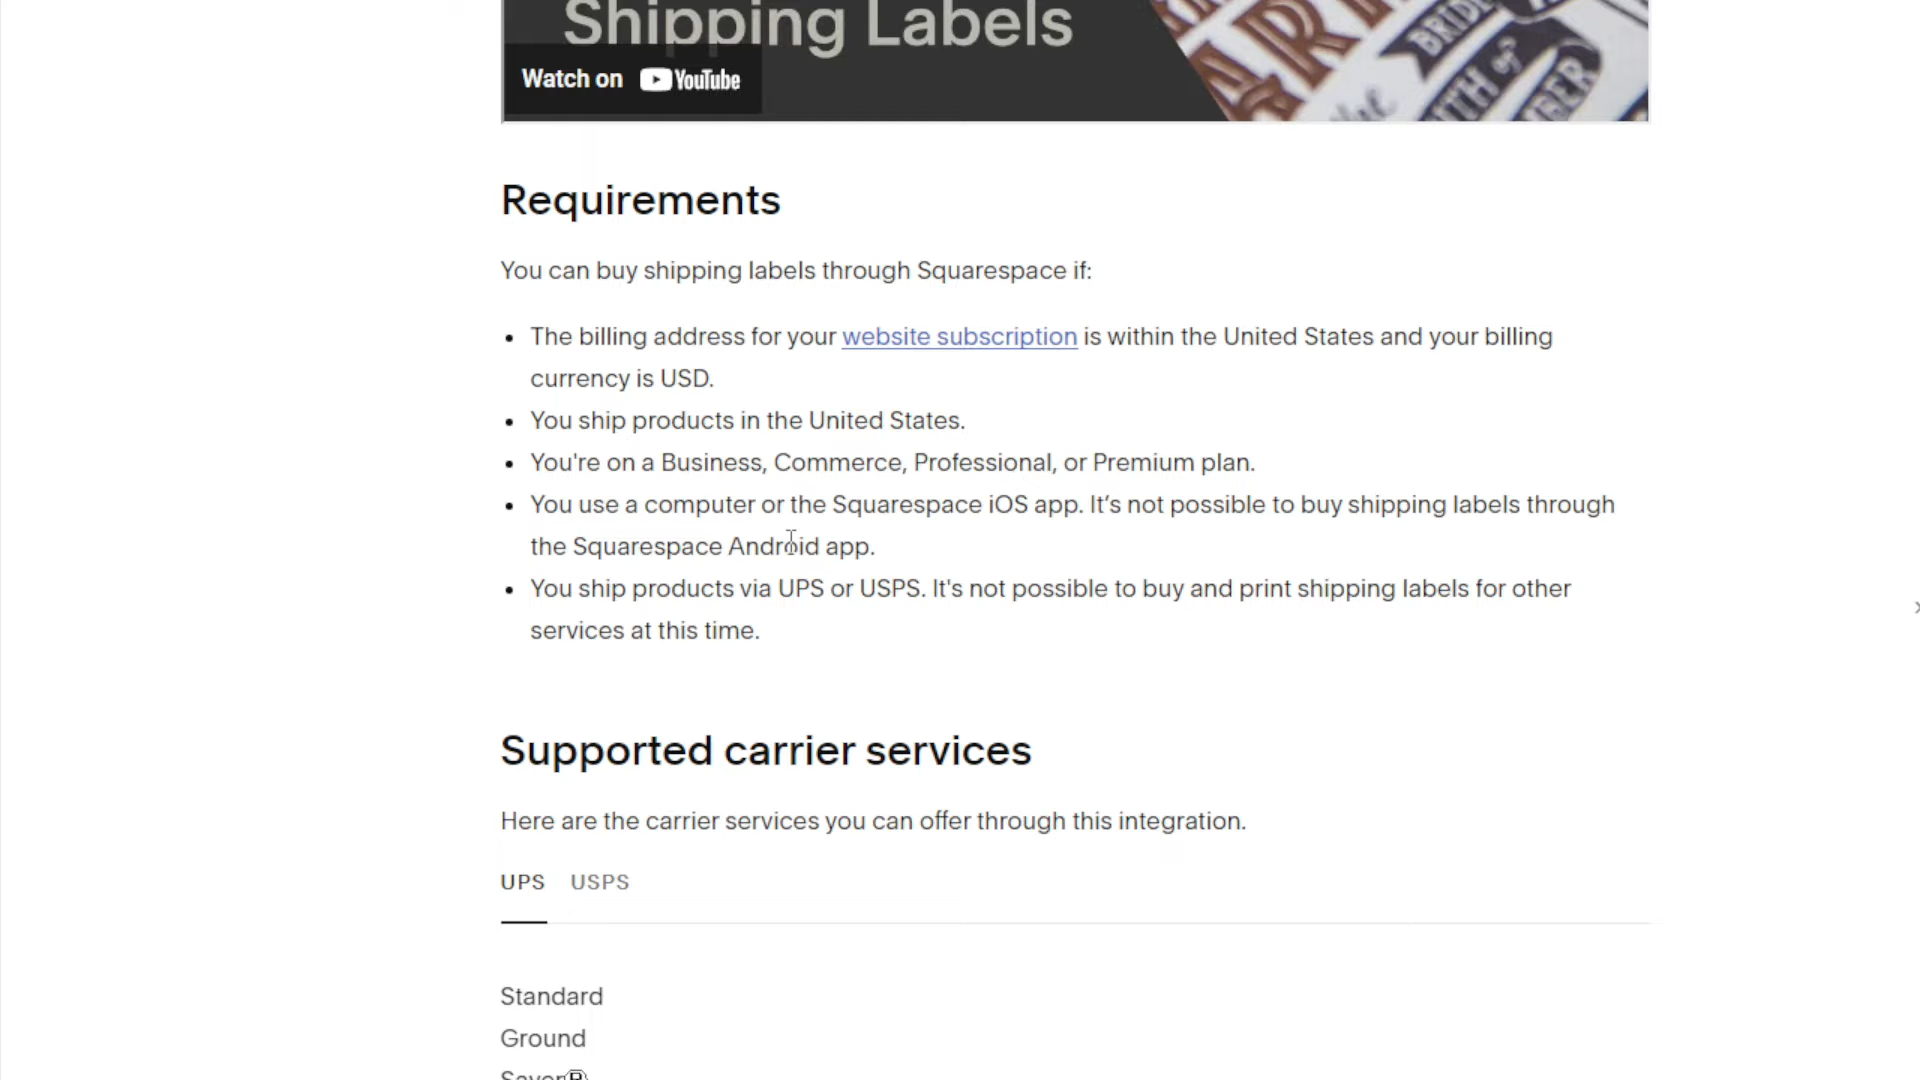 Shipping Labels
Watch on YouTube
BRIDE
Requirements
You can buy shipping labels through Squarespace if:
• The billing address for your website subscription is within the United States and your billing
currency is USD.
• You ship products in the United States.
• You're on a Business, Commerce, Professional, or Premium plan.
• You use a computer or the Squarespace iOS app. It’s not possible to buy shipping labels through
the Squarespace Android app.
• You ship products via UPS or USPS. It's not possible to buy and print shipping labels for other
services at this time.
Supported carrier services
Here are the carrier services you can offer through this integration.
UPS USPS
Standard
Ground
Saver®